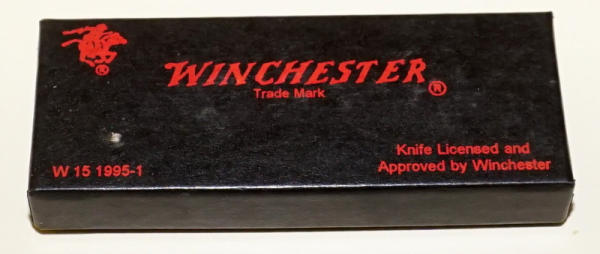 ®
WINCHESTER®
Trade Mark
W 15 1995-1
Knife Licensed and
Approved by Winchester